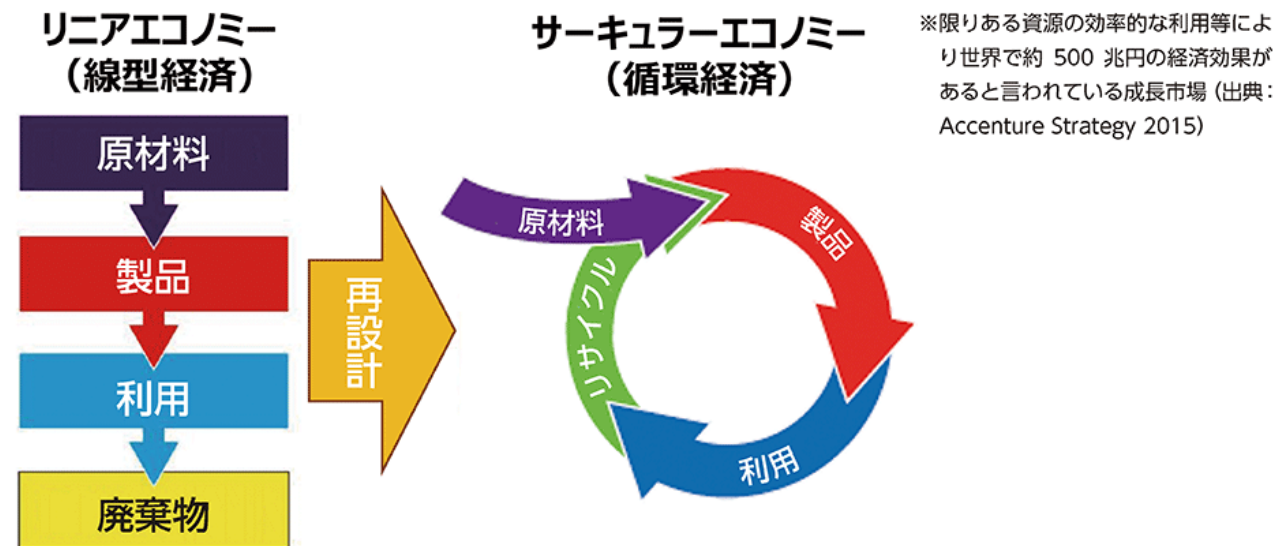 リニアエコノミー
（線型経済）
原材料
製品
利用
廃棄物
再設計
サーキュラーエコノミー
（循環経済）
原材料
製品
利用
リサイクル
※限りある資源の効率的な利用等によ
り世界で約 500 兆円の経済効果が
あると言われている成長市場（出典：
Accenture Strategy 2015）